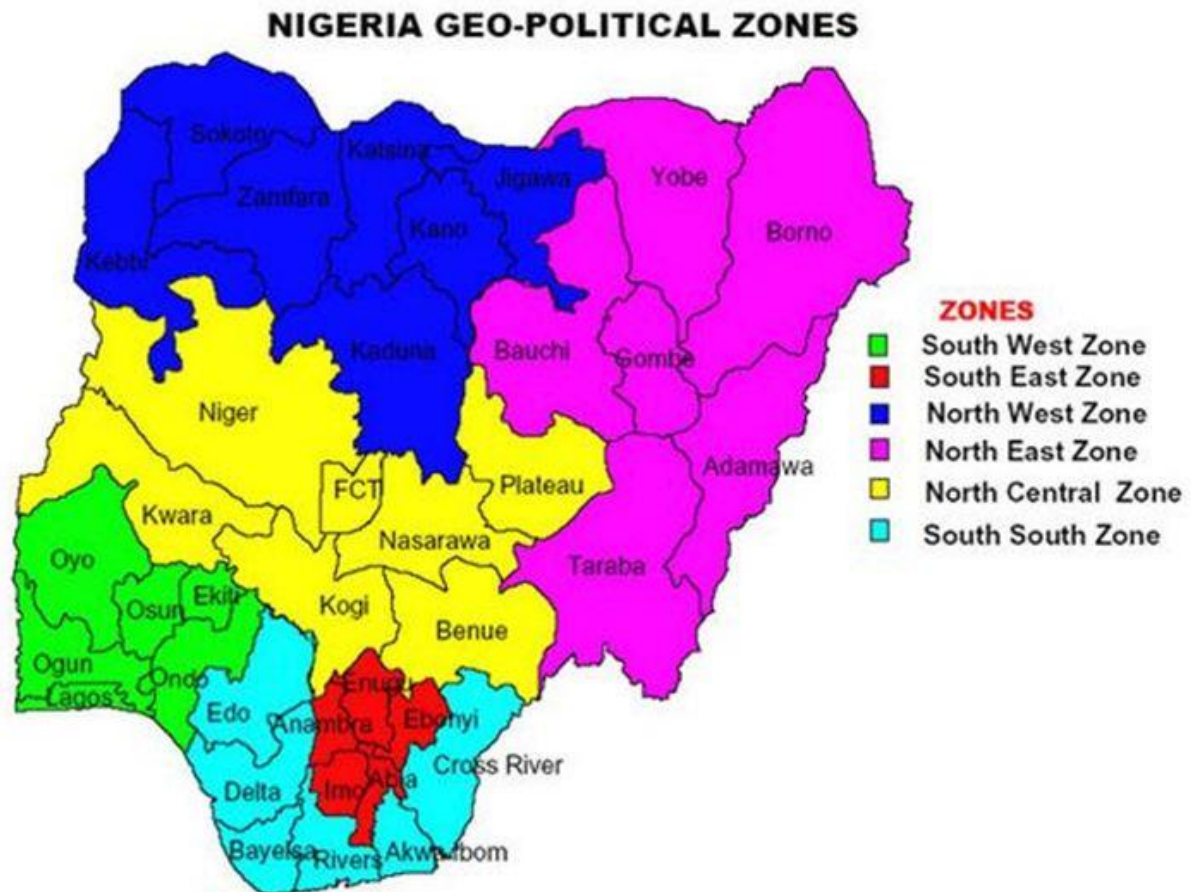 NIGERIA GEO-POLITICAL ZONES
Sokoto
Katsina
Jigawa
Yobe
Zamfara
Kano
Borno
Kebbi
Kaduna
Bauchi
Gombe
Niger
Adamawa
FCT
Plateau
Kwara
Nasarawa
Oyo
Taraba
Ekiti
Osun
Kogi
Benue
Ogun
Ondo
Lagos
Enugu
Edo
Anambra
Ebonyi
Cross River
Delta
Imo
Abia
Bayelsa
Rivers
Akwa Ibom
ZONES
South West Zone
South East Zone
North West Zone
North East Zone
North Central Zone
South South Zone